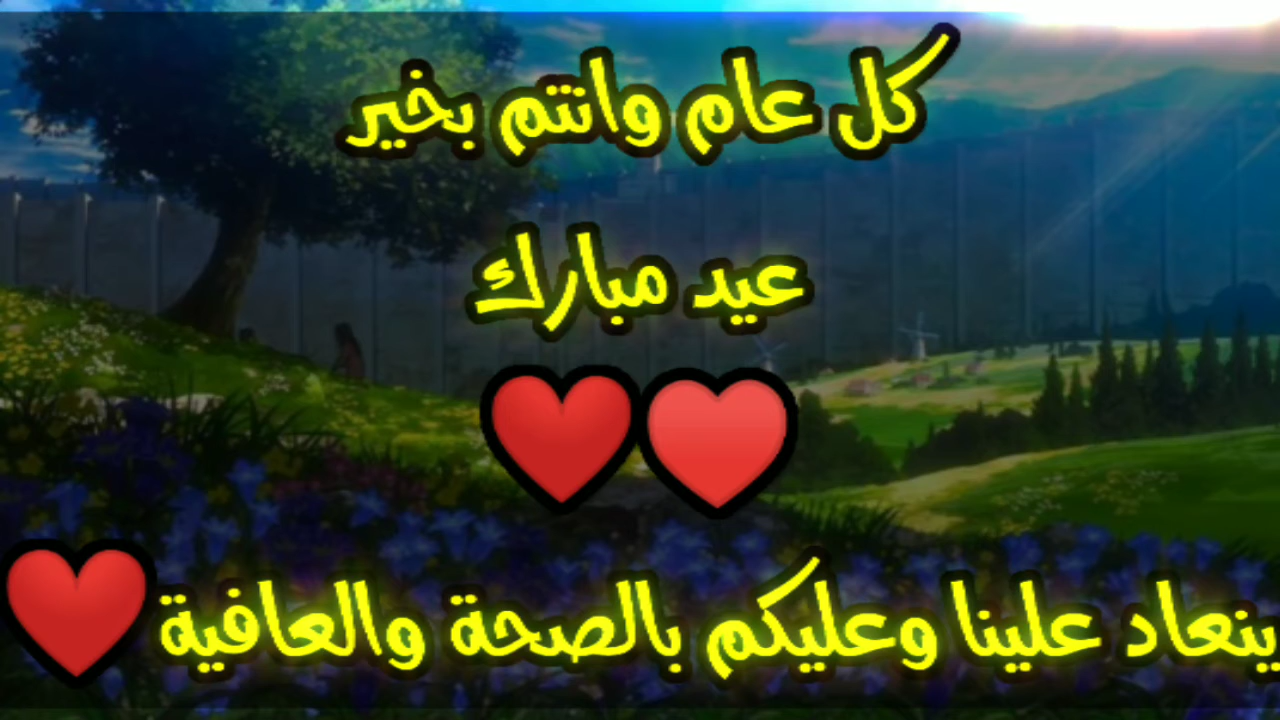 كل عام وانتم بخير
عيد مبارك
❤️♥️
ينعاد علينا وعليكم بالصحة والعافية❤️